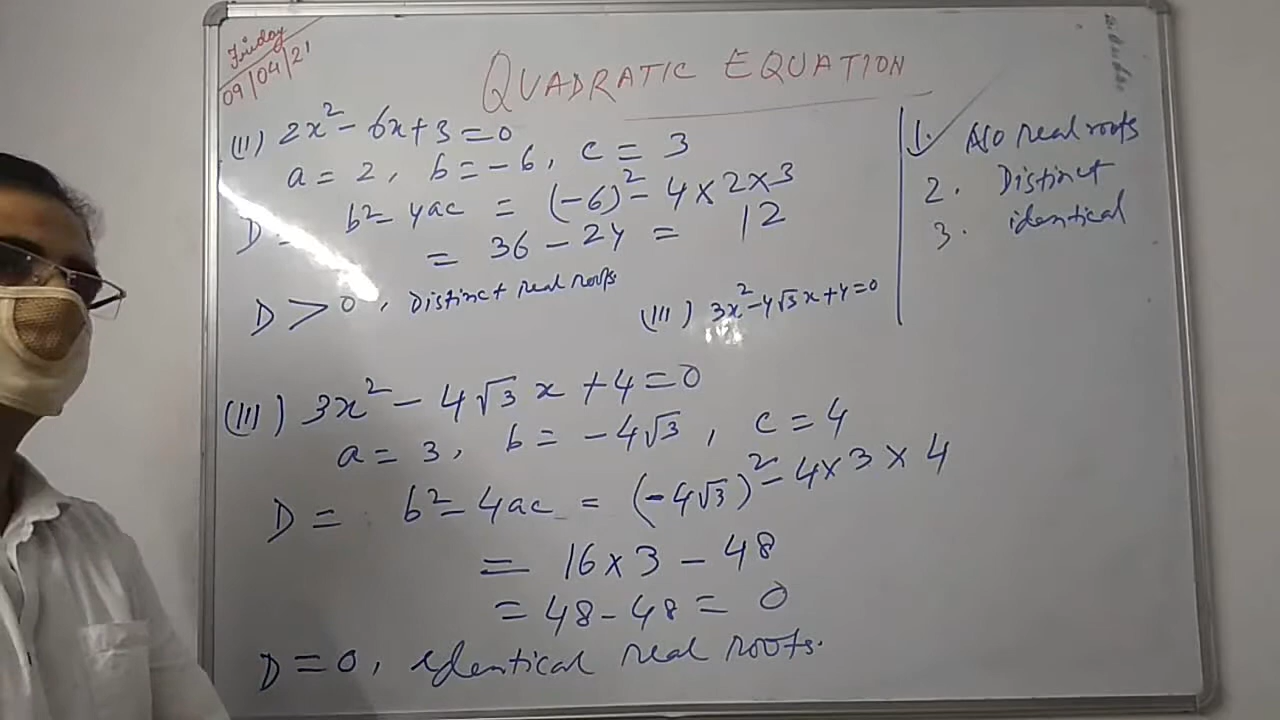 Friday
09/04/21
QUADRATIC EQUATION
(II) 2x² - 6x + 3 = 0
a = 2, b = -6, c = 3
D = b² - 4ac = (-6)² - 4 × 2 × 3
= 36 - 24 = 12
D > 0, Distinct real roots
(III) 3x² - 4√3x + 4 = 0
1. No real roots
2. Distinct
3. identical
(III) 3x² - 4√3 x + 4 = 0
a = 3, b = -4√3, c = 4
D = b² - 4ac = (-4√3)² - 4 × 3 × 4
= 16 × 3 - 48
= 48 - 48 = 0
D = 0, identical real roots.